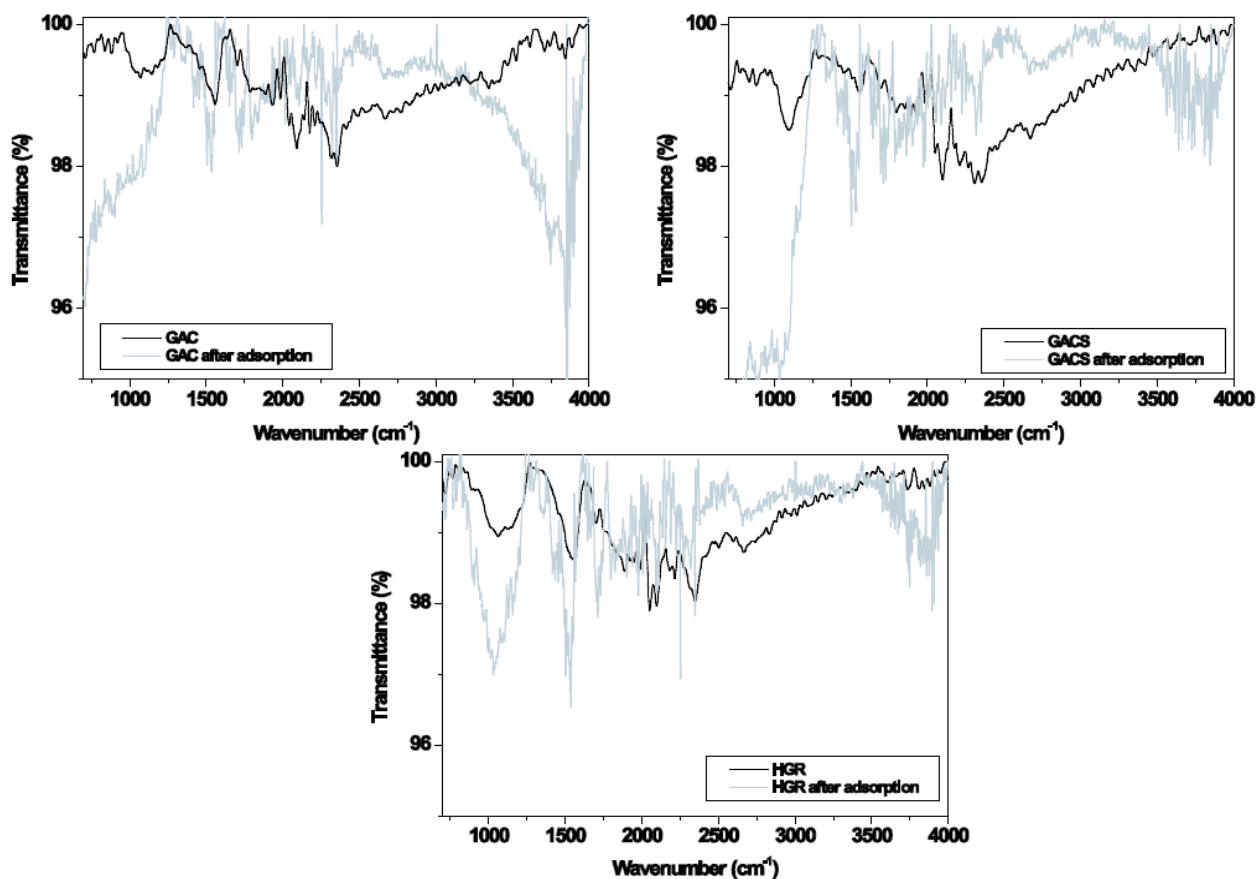 100
98
96
Transmittance (%)
GAC
GAC after adsorption
1000 1500 2000 2500 3000 3500 4000
Wavenumber (cm⁻¹)
100
98
96
Transmittance (%)
GACS
GACS after adsorption
1000 1500 2000 2500 3000 3500 4000
Wavenumber (cm⁻¹)
100
98
96
Transmittance (%)
HGR
HGR after adsorption
1000 1500 2000 2500 3000 3500 4000
Wavenumber (cm⁻¹)